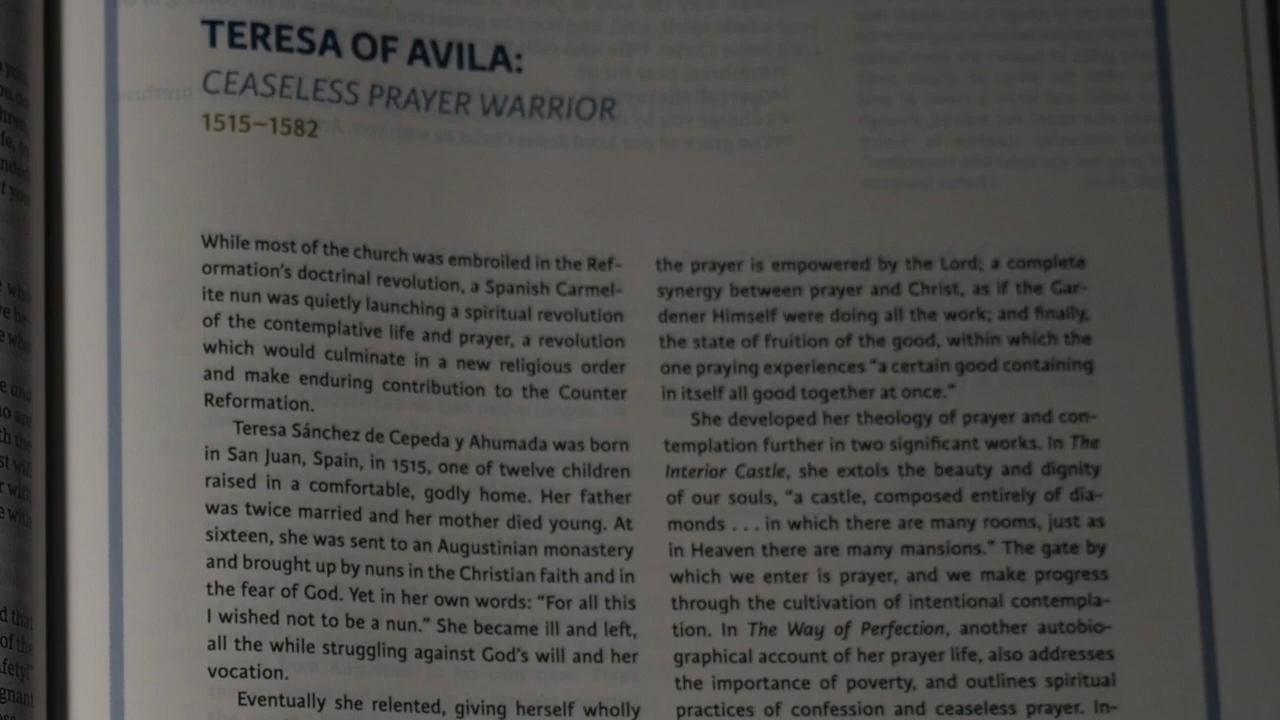 TERESA OF AVILA:
CEASELESS PRAYER WARRIOR
1515–1582
While most of the church was embroiled in the Ref-
ormation's doctrinal revolution, a Spanish Carmel-
ite nun was quietly launching a spiritual revolution
of the contemplative life and prayer, a revolution
which would culminate in a new religious order
and make enduring contribution to the Counter
Reformation.
Teresa Sánchez de Cepeda y Ahumada was born
in San Juan, Spain, in 1515, one of twelve children
raised in a comfortable, godly home. Her father
was twice married and her mother died young. At
sixteen, she was sent to an Augustinian monastery
and brought up by nuns in the Christian faith and in
the fear of God. Yet in her own words: "For all this
I wished not to be a nun." She became ill and left,
all the while struggling against God's will and her
vocation.
Eventually she relented, giving herself wholly
the prayer is empowered by the Lord; a complete
synergy between prayer and Christ, as if the Gar-
dener Himself were doing all the work; and finally,
the state of fruition of the good, within which the
one praying experiences "a certain good containing
in itself all good together at once."
She developed her theology of prayer and con-
templation further in two significant works. In The
Interior Castle, she extols the beauty and dignity
of our souls, "a castle, composed entirely of dia-
monds . . . in which there are many rooms, just as
in Heaven there are many mansions." The gate by
which we enter is prayer, and we make progress
through the cultivation of intentional contempla-
tion. In The Way of Perfection, another autobio-
graphical account of her prayer life, also addresses
the importance of poverty, and outlines spiritual
practices of confession and ceaseless prayer. In-